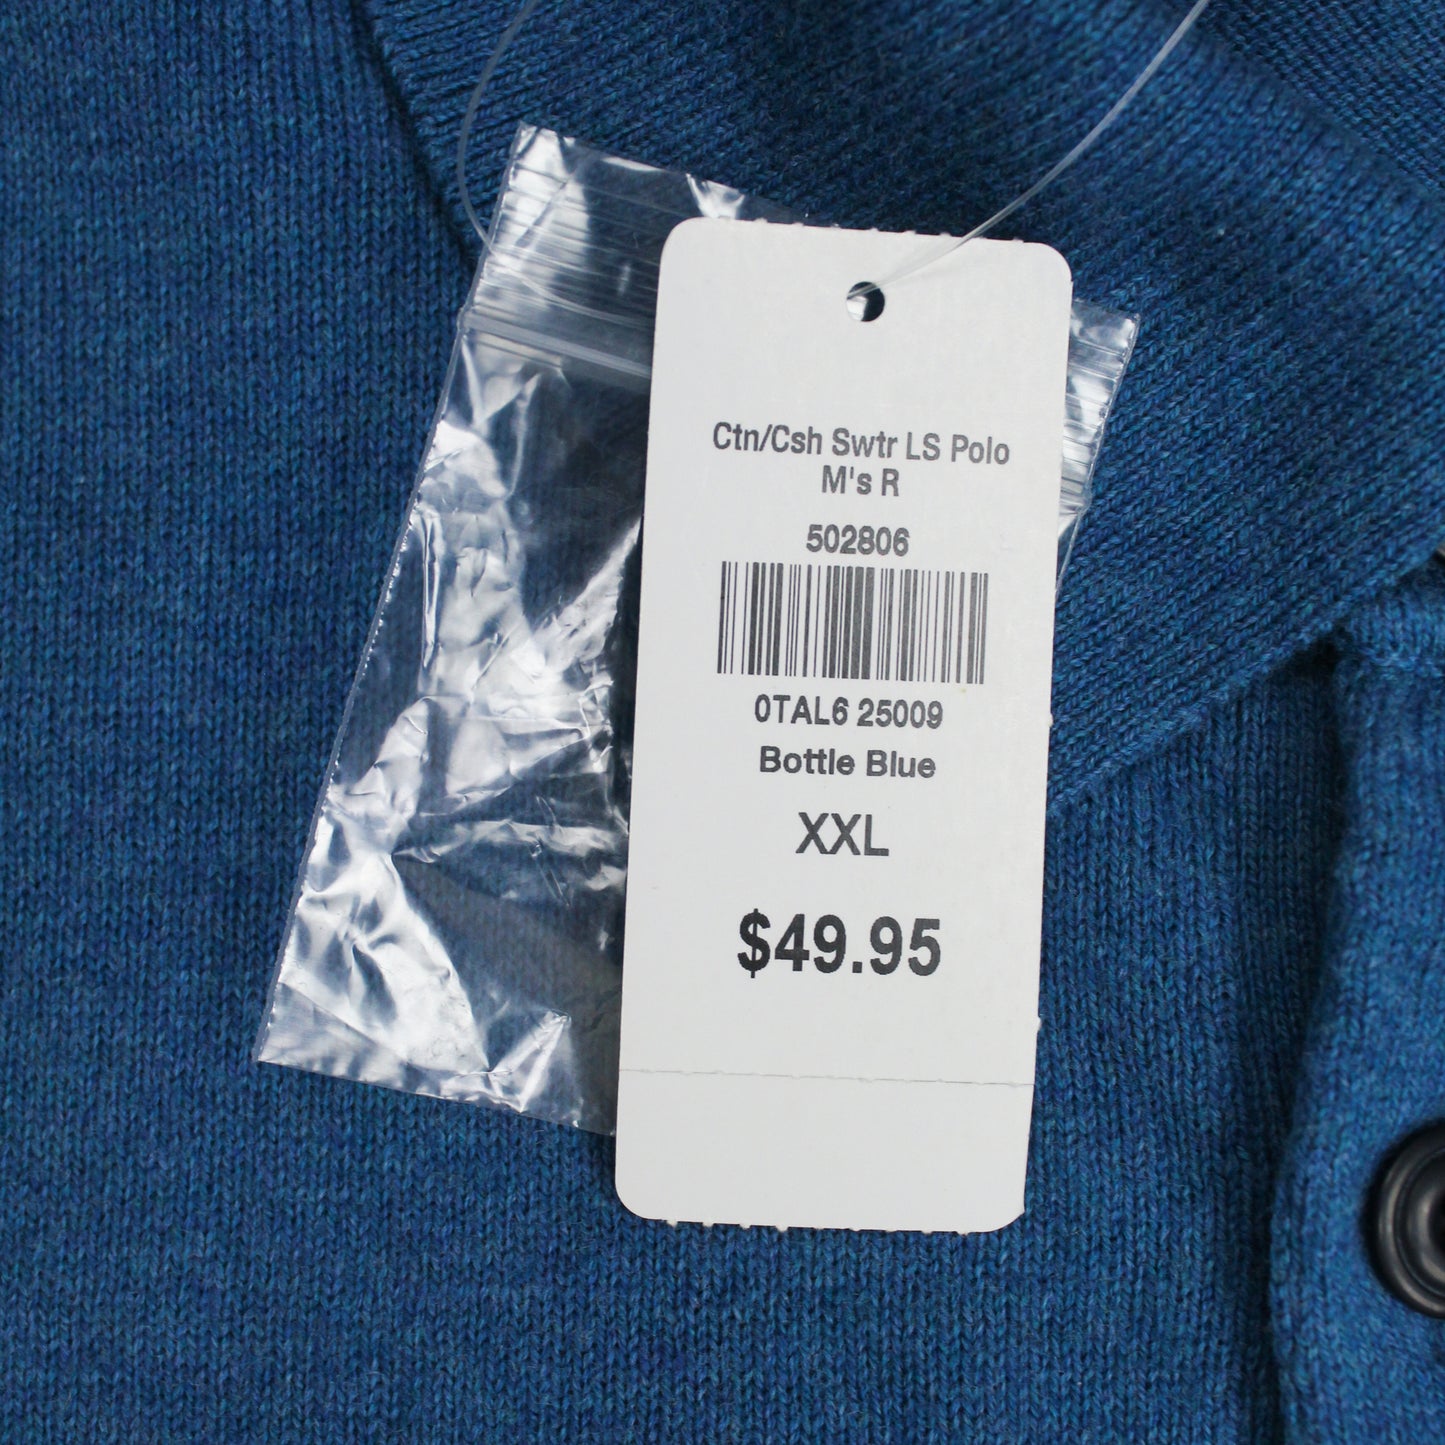 Ctn/Csh Swtr LS Polo
M's R
502806
0TAL6 25009
Bottle Blue
XXL
$49.95